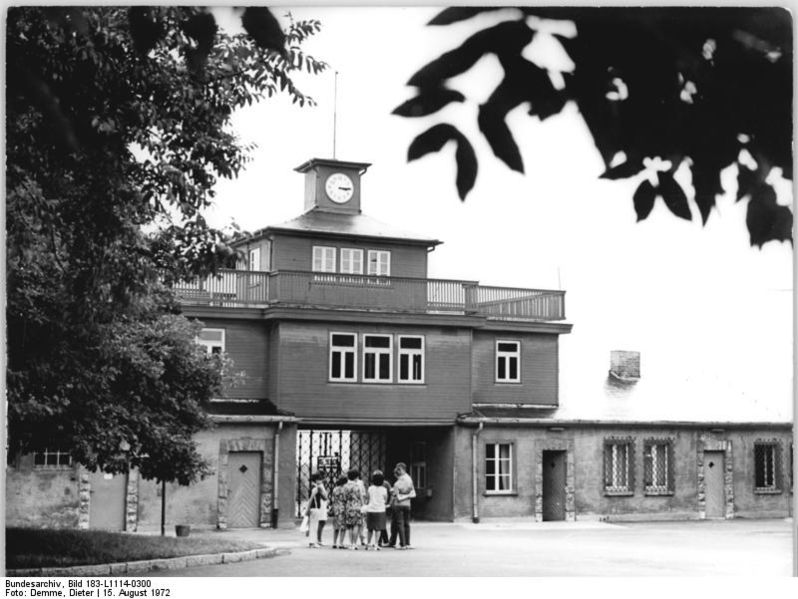 Bundesarchiv, Bild 183-L1114-0300
Foto: Demme, Dieter | 15. August 1972